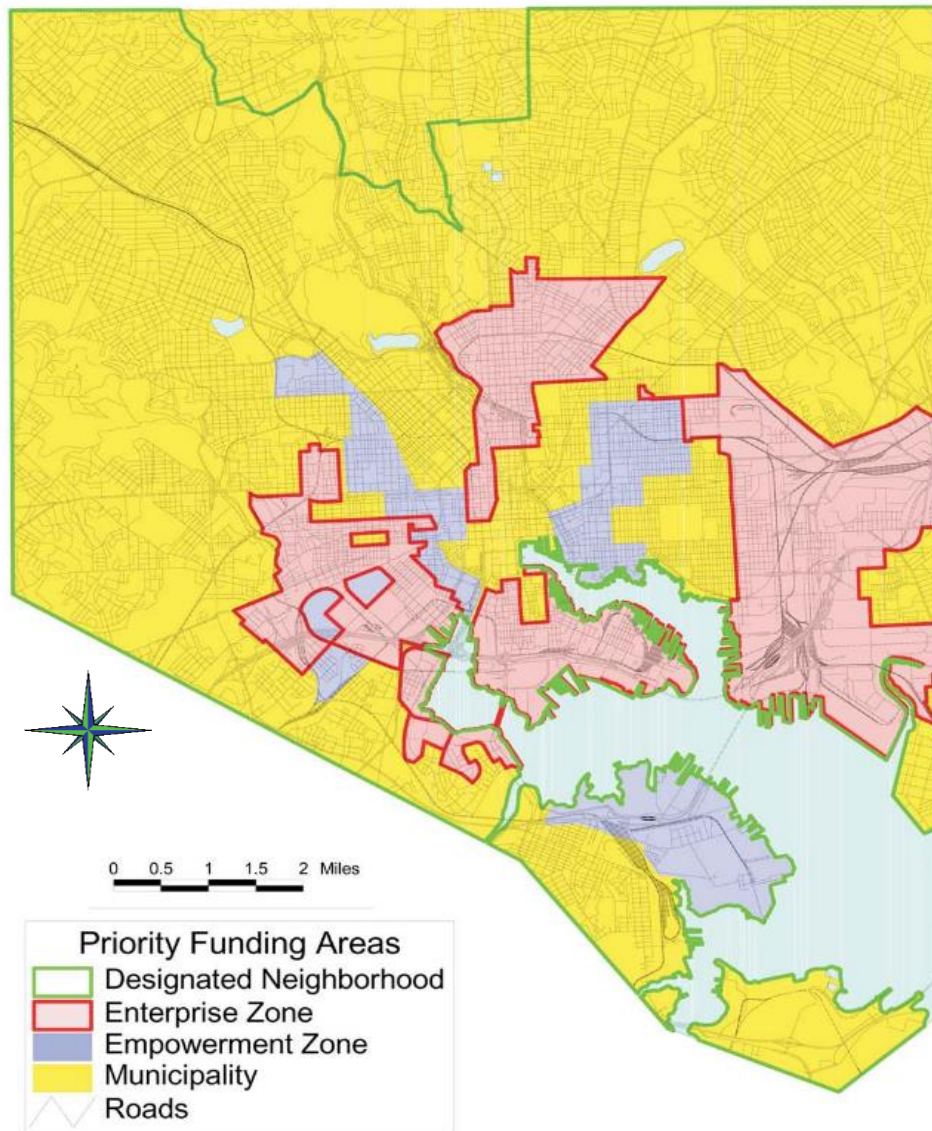 0 0.5 1 1.5 2 Miles
Priority Funding Areas
Designated Neighborhood
Enterprise Zone
Empowerment Zone
Municipality
Roads